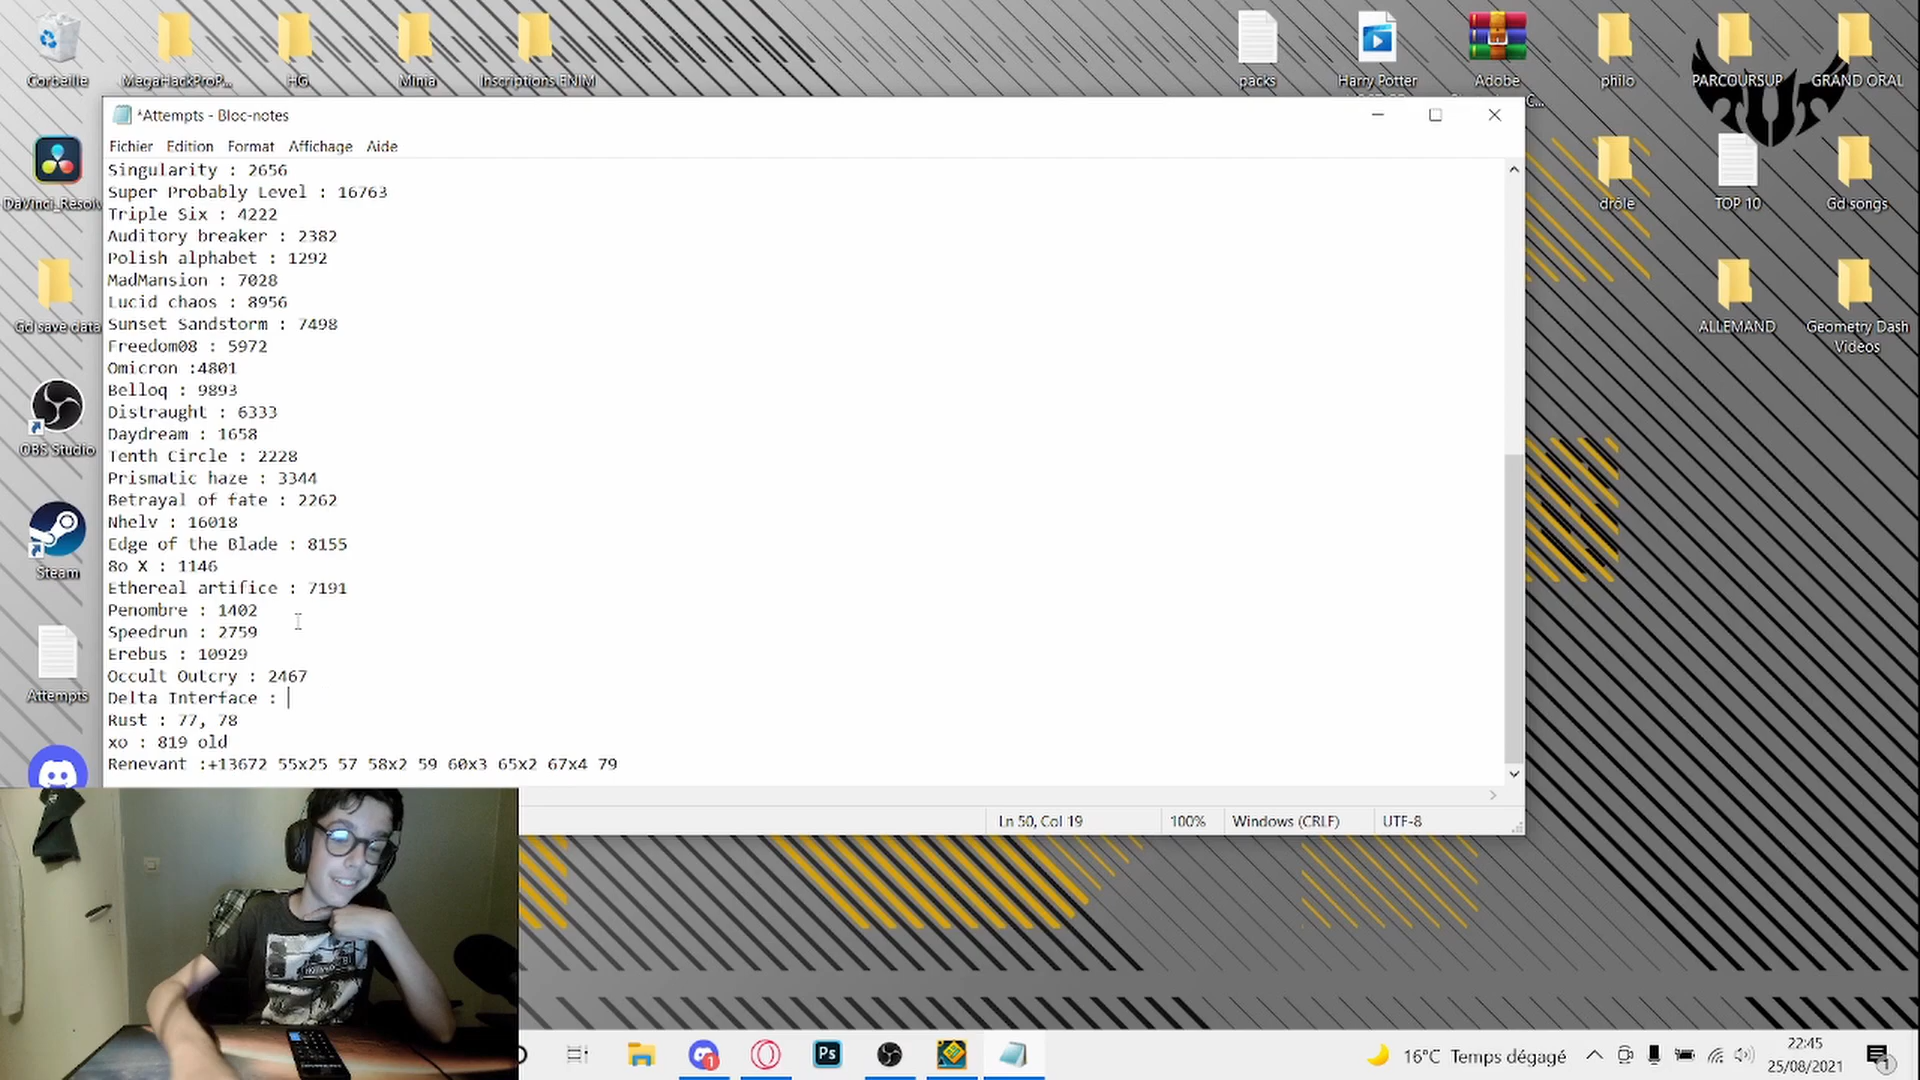 Corbeille
MegaHackProP...
HG
Mimia
Inscriptions ENIM
packs
Harry Potter
Adobe
C...
philo
PARCOURSUP
GRAND ORAL
*Attempts - Bloc-notes
Fichier Edition Format Affichage Aide
Singularity : 2656
Super Probably Level : 16763
Triple Six : 4222
Auditory breaker : 2382
Polish alphabet : 1292
MadMansion : 7028
Lucid chaos : 8956
Sunset Sandstorm : 7498
Freedom08 : 5972
Omicron :4801
Belloq : 9893
Distraught : 6333
Daydream : 1658
Tenth Circle : 2228
Prismatic haze : 3344
Betrayal of fate : 2262
Nhelv : 16018
Edge of the Blade : 8155
8o X : 1146
Ethereal artifice : 7191
Penombre : 1402
Speedrun : 2759
Erebus : 10929
Occult Outcry : 2467
Delta Interface :
Rust : 77, 78
xo : 819 old
Renevant :+13672 55x25 57 58x2 59 60x3 65x2 67x4 79
Ln 50, Col 19
100%
Windows (CRLF)
UTF-8
DaVinci_Resolv
Gd save data
OBS Studio
Steam
Attempts
drôle
TOP 10
Gd songs
ALLEMAND
Geometry Dash
Videos
1
Ps
16°C Temps dégagé
22:45
25/08/2021
1